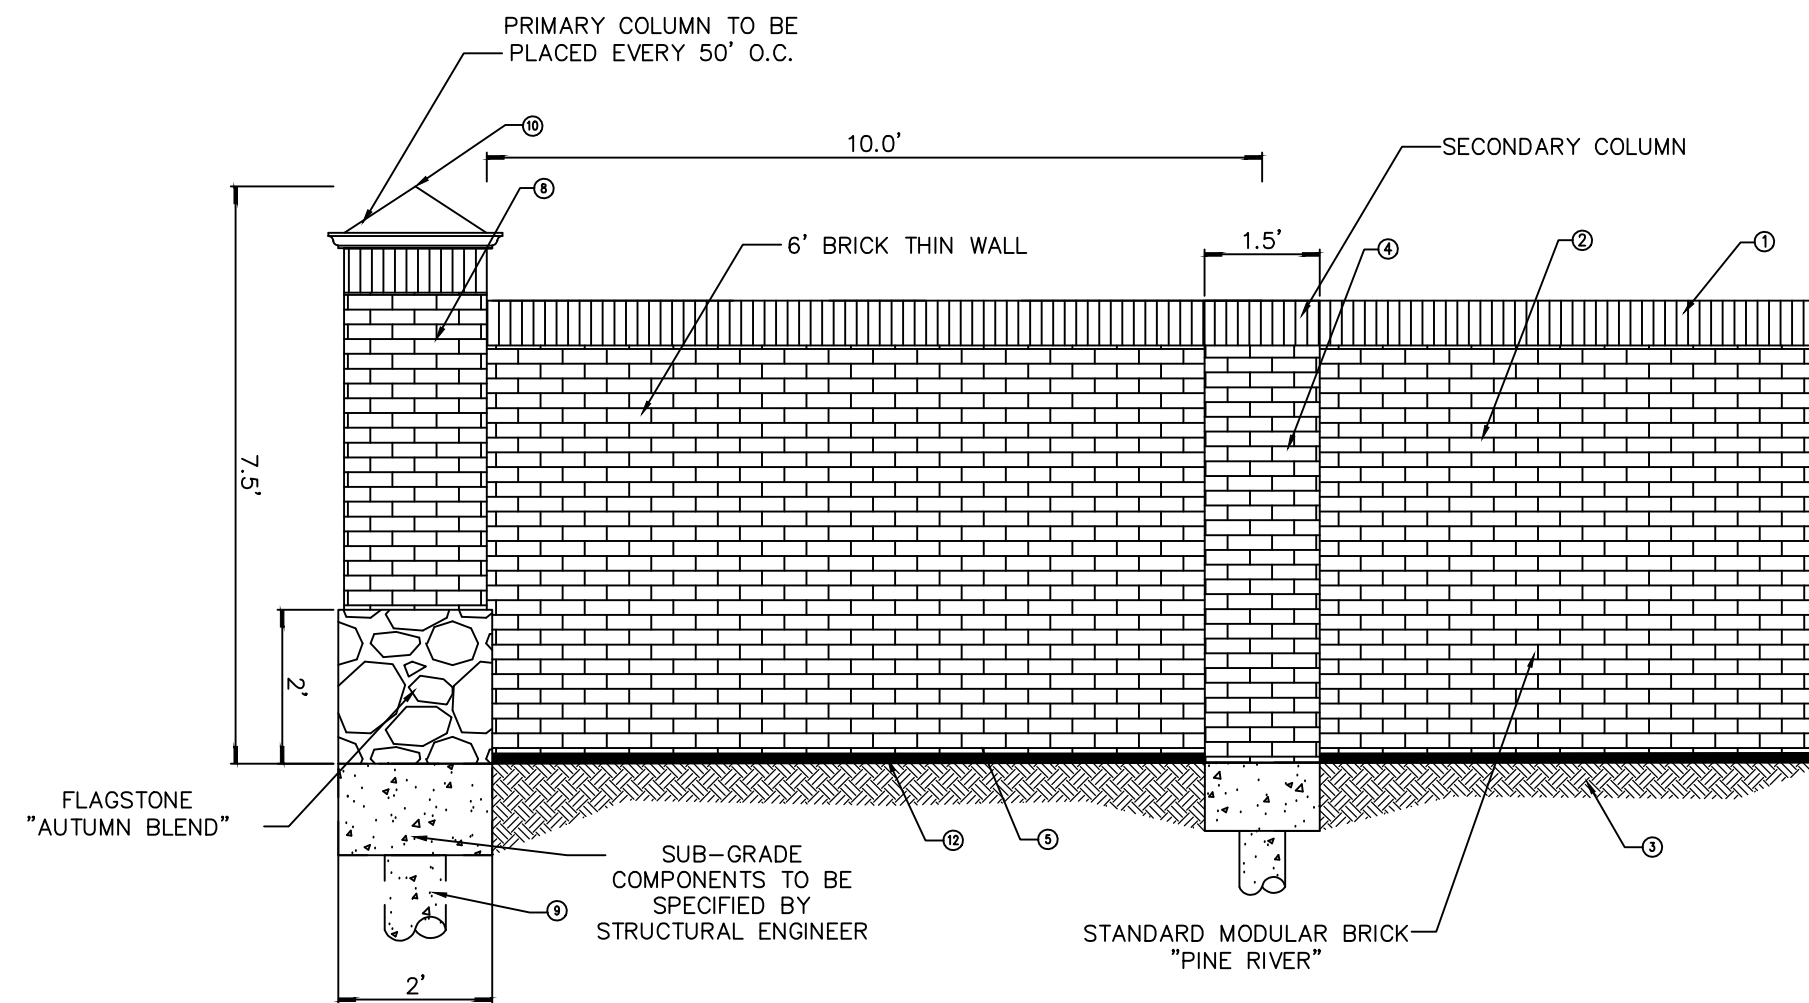 PRIMARY COLUMN TO BE
PLACED EVERY 50' O.C.
10
10.0'
SECONDARY COLUMN
8
6' BRICK THIN WALL
1.5'
4
2
1
7.5'
2'
FLAGSTONE
"AUTUMN BLEND"
12
5
3
SUB-GRADE
COMPONENTS TO BE
SPECIFIED BY
STRUCTURAL ENGINEER
9
STANDARD MODULAR BRICK
"PINE RIVER"
2'